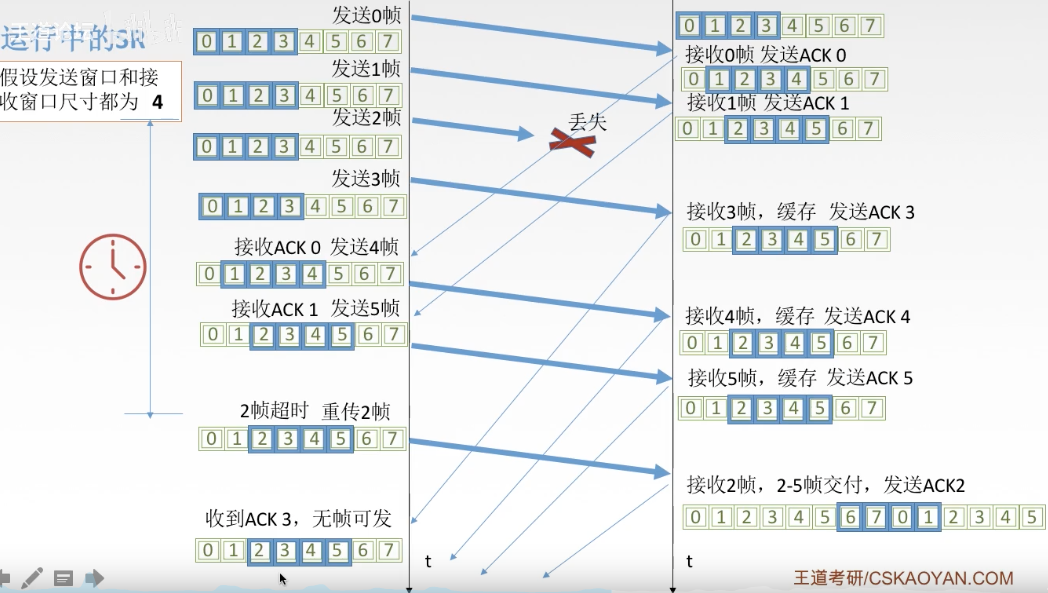 王道论坛
运行中的SR
假设发送窗口和接
收窗口尺寸都为 4
发送0帧
0 1 2 3 4 5 6 7
发送1帧
0 1 2 3 4 5 6 7
发送2帧
0 1 2 3 4 5 6 7
发送3帧
0 1 2 3 4 5 6 7
接收ACK 0 发送4帧
0 1 2 3 4 5 6 7
接收ACK 1 发送5帧
0 1 2 3 4 5 6 7
2帧超时 重传2帧
0 1 2 3 4 5 6 7
收到ACK 3，无帧可发
0 1 2 3 4 5 6 7
丢失
t
0 1 2 3 4 5 6 7
接收0帧 发送ACK 0
0 1 2 3 4 5 6 7
接收1帧 发送ACK 1
0 1 2 3 4 5 6 7
接收3帧，缓存 发送ACK 3
0 1 2 3 4 5 6 7
接收4帧，缓存 发送ACK 4
0 1 2 3 4 5 6 7
接收5帧，缓存 发送ACK 5
0 1 2 3 4 5 6 7
接收2帧，2-5帧交付，发送ACK2
0 1 2 3 4 5 6 7 0 1 2 3 4 5
t
王道考研/CSKAOYAN.COM